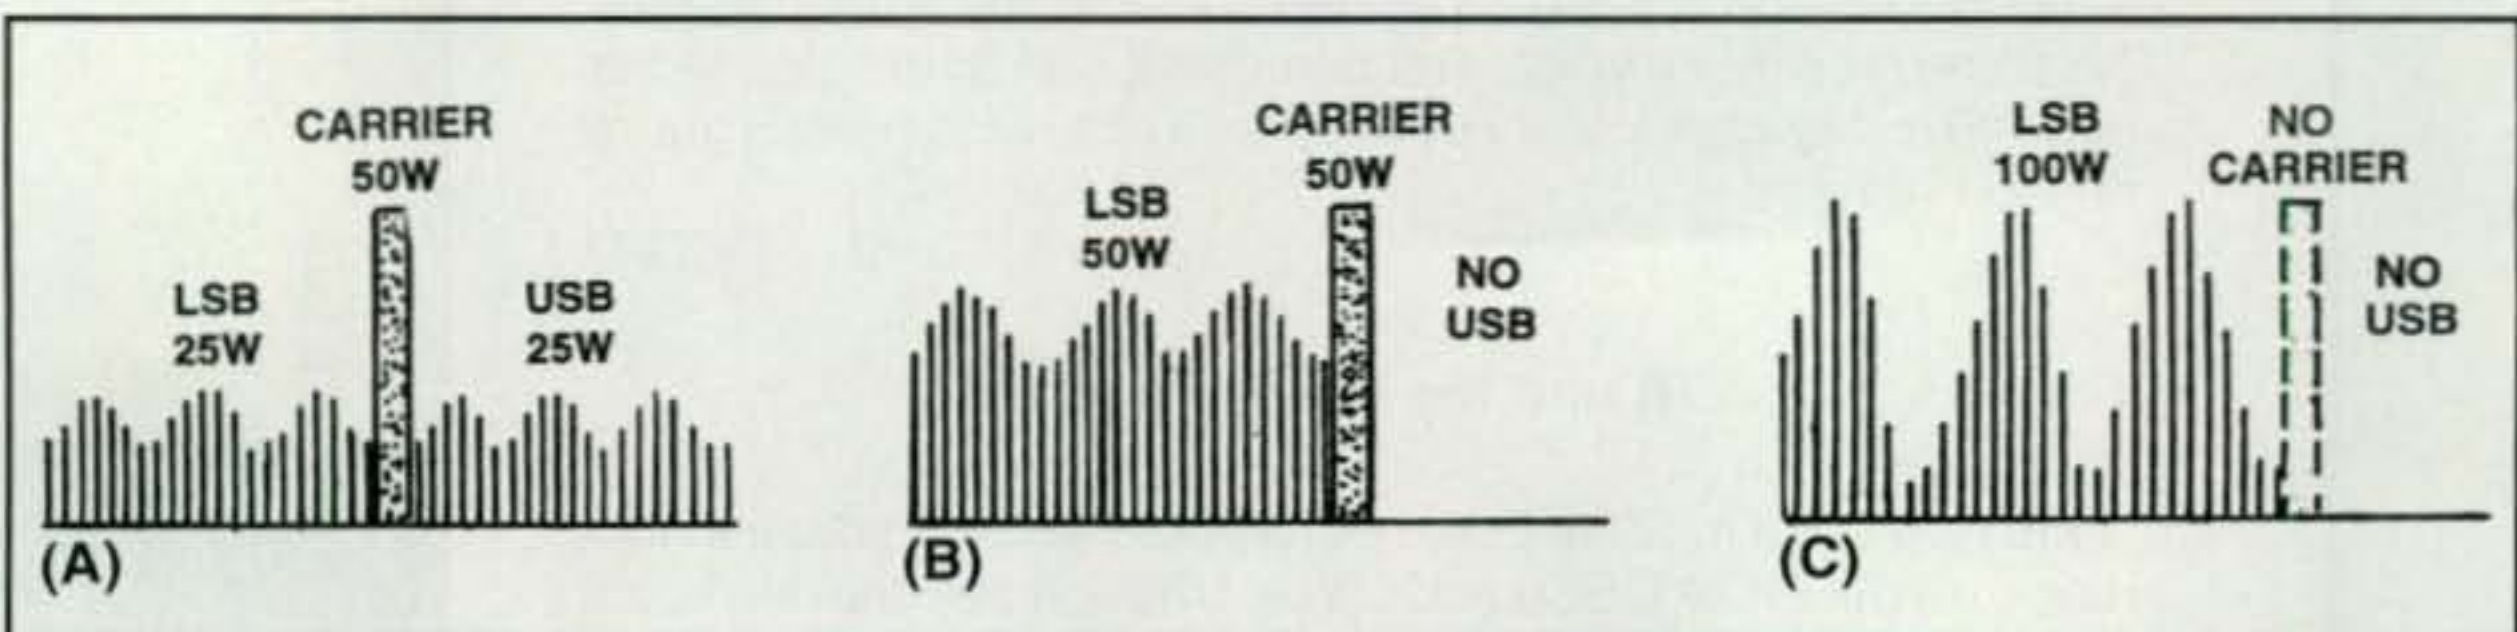 CARRIER
50W
LSB
25W
USB
25W
(A)
CARRIER
50W
LSB
50W
NO
USB
(B)
LSB
100W
NO
CARRIER
NO
USB
(C)